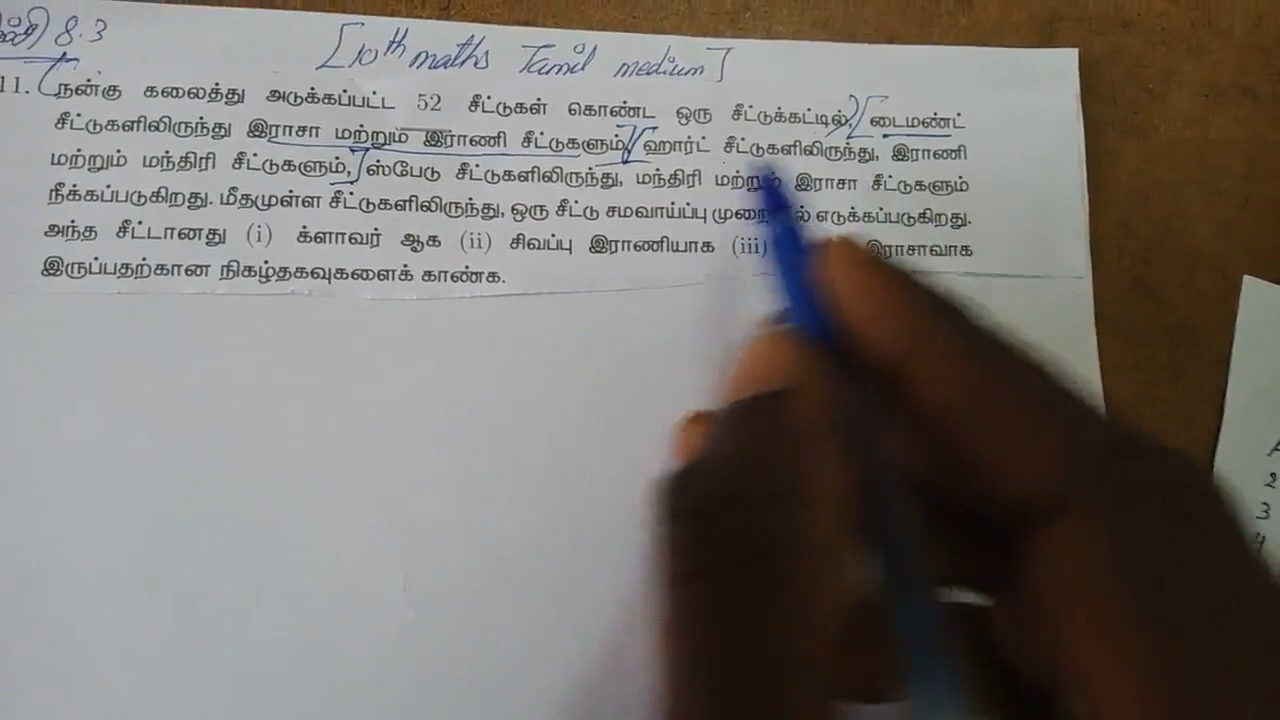 8.3
[10th maths Tamil medium]
11. நன்கு கலைத்து அடுக்கப்பட்ட 52 சீட்டுகள் கொண்ட ஒரு சீட்டுக்கட்டில், டைமண்ட்
சீட்டுகளிலிருந்து இராசா மற்றும் இராணி சீட்டுகளும், ஹார்ட் சீட்டுகளிலிருந்து, இராணி
மற்றும் மந்திரி சீட்டுகளும், ஸ்பேடு சீட்டுகளிலிருந்து, மந்திரி மற்றும் இராசா சீட்டுகளும்
நீக்கப்படுகிறது. மீதமுள்ள சீட்டுகளிலிருந்து, ஒரு சீட்டு சமவாய்ப்பு எடுக்கப்படுகிறது.
அந்த சீட்டானது (i) க்ளாவர் ஆக (ii) சிவப்பு இராணியாக (iii) இராசாவாக
இருப்பதற்கான நிகழ்தகவுகளைக் காண்க.
2
3